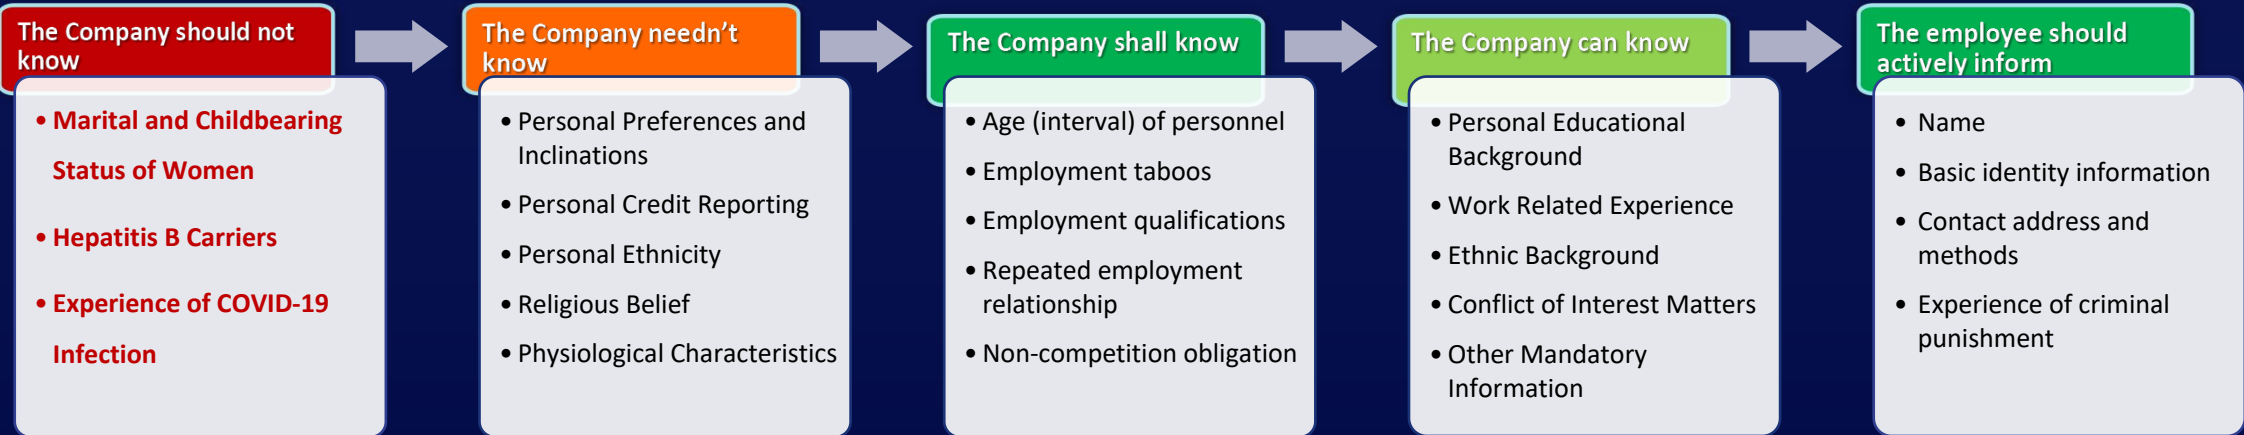 The Company should not
know
• Marital and Childbearing
Status of Women
• Hepatitis B Carriers
• Experience of COVID-19
Infection
The Company needn't
know
• Personal Preferences and
Inclinations
• Personal Credit Reporting
• Personal Ethnicity
• Religious Belief
• Physiological Characteristics
The Company shall know
• Age (interval) of personnel
• Employment taboos
• Employment qualifications
• Repeated employment
relationship
• Non-competition obligation
The Company can know
• Personal Educational
Background
• Work Related Experience
• Ethnic Background
• Conflict of Interest Matters
• Other Mandatory
Information
The employee should
actively inform
• Name
• Basic identity information
• Contact address and
methods
• Experience of criminal
punishment